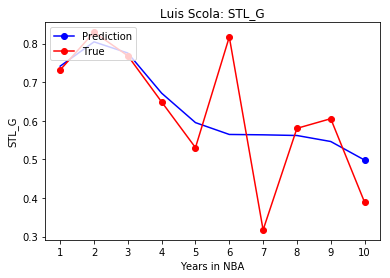 Luis Scola: STL_G
Prediction
True
0.8
0.7
0.6
0.5
0.4
0.3
STL_G
1 2 3 4 5 6 7 8 9 10
Years in NBA